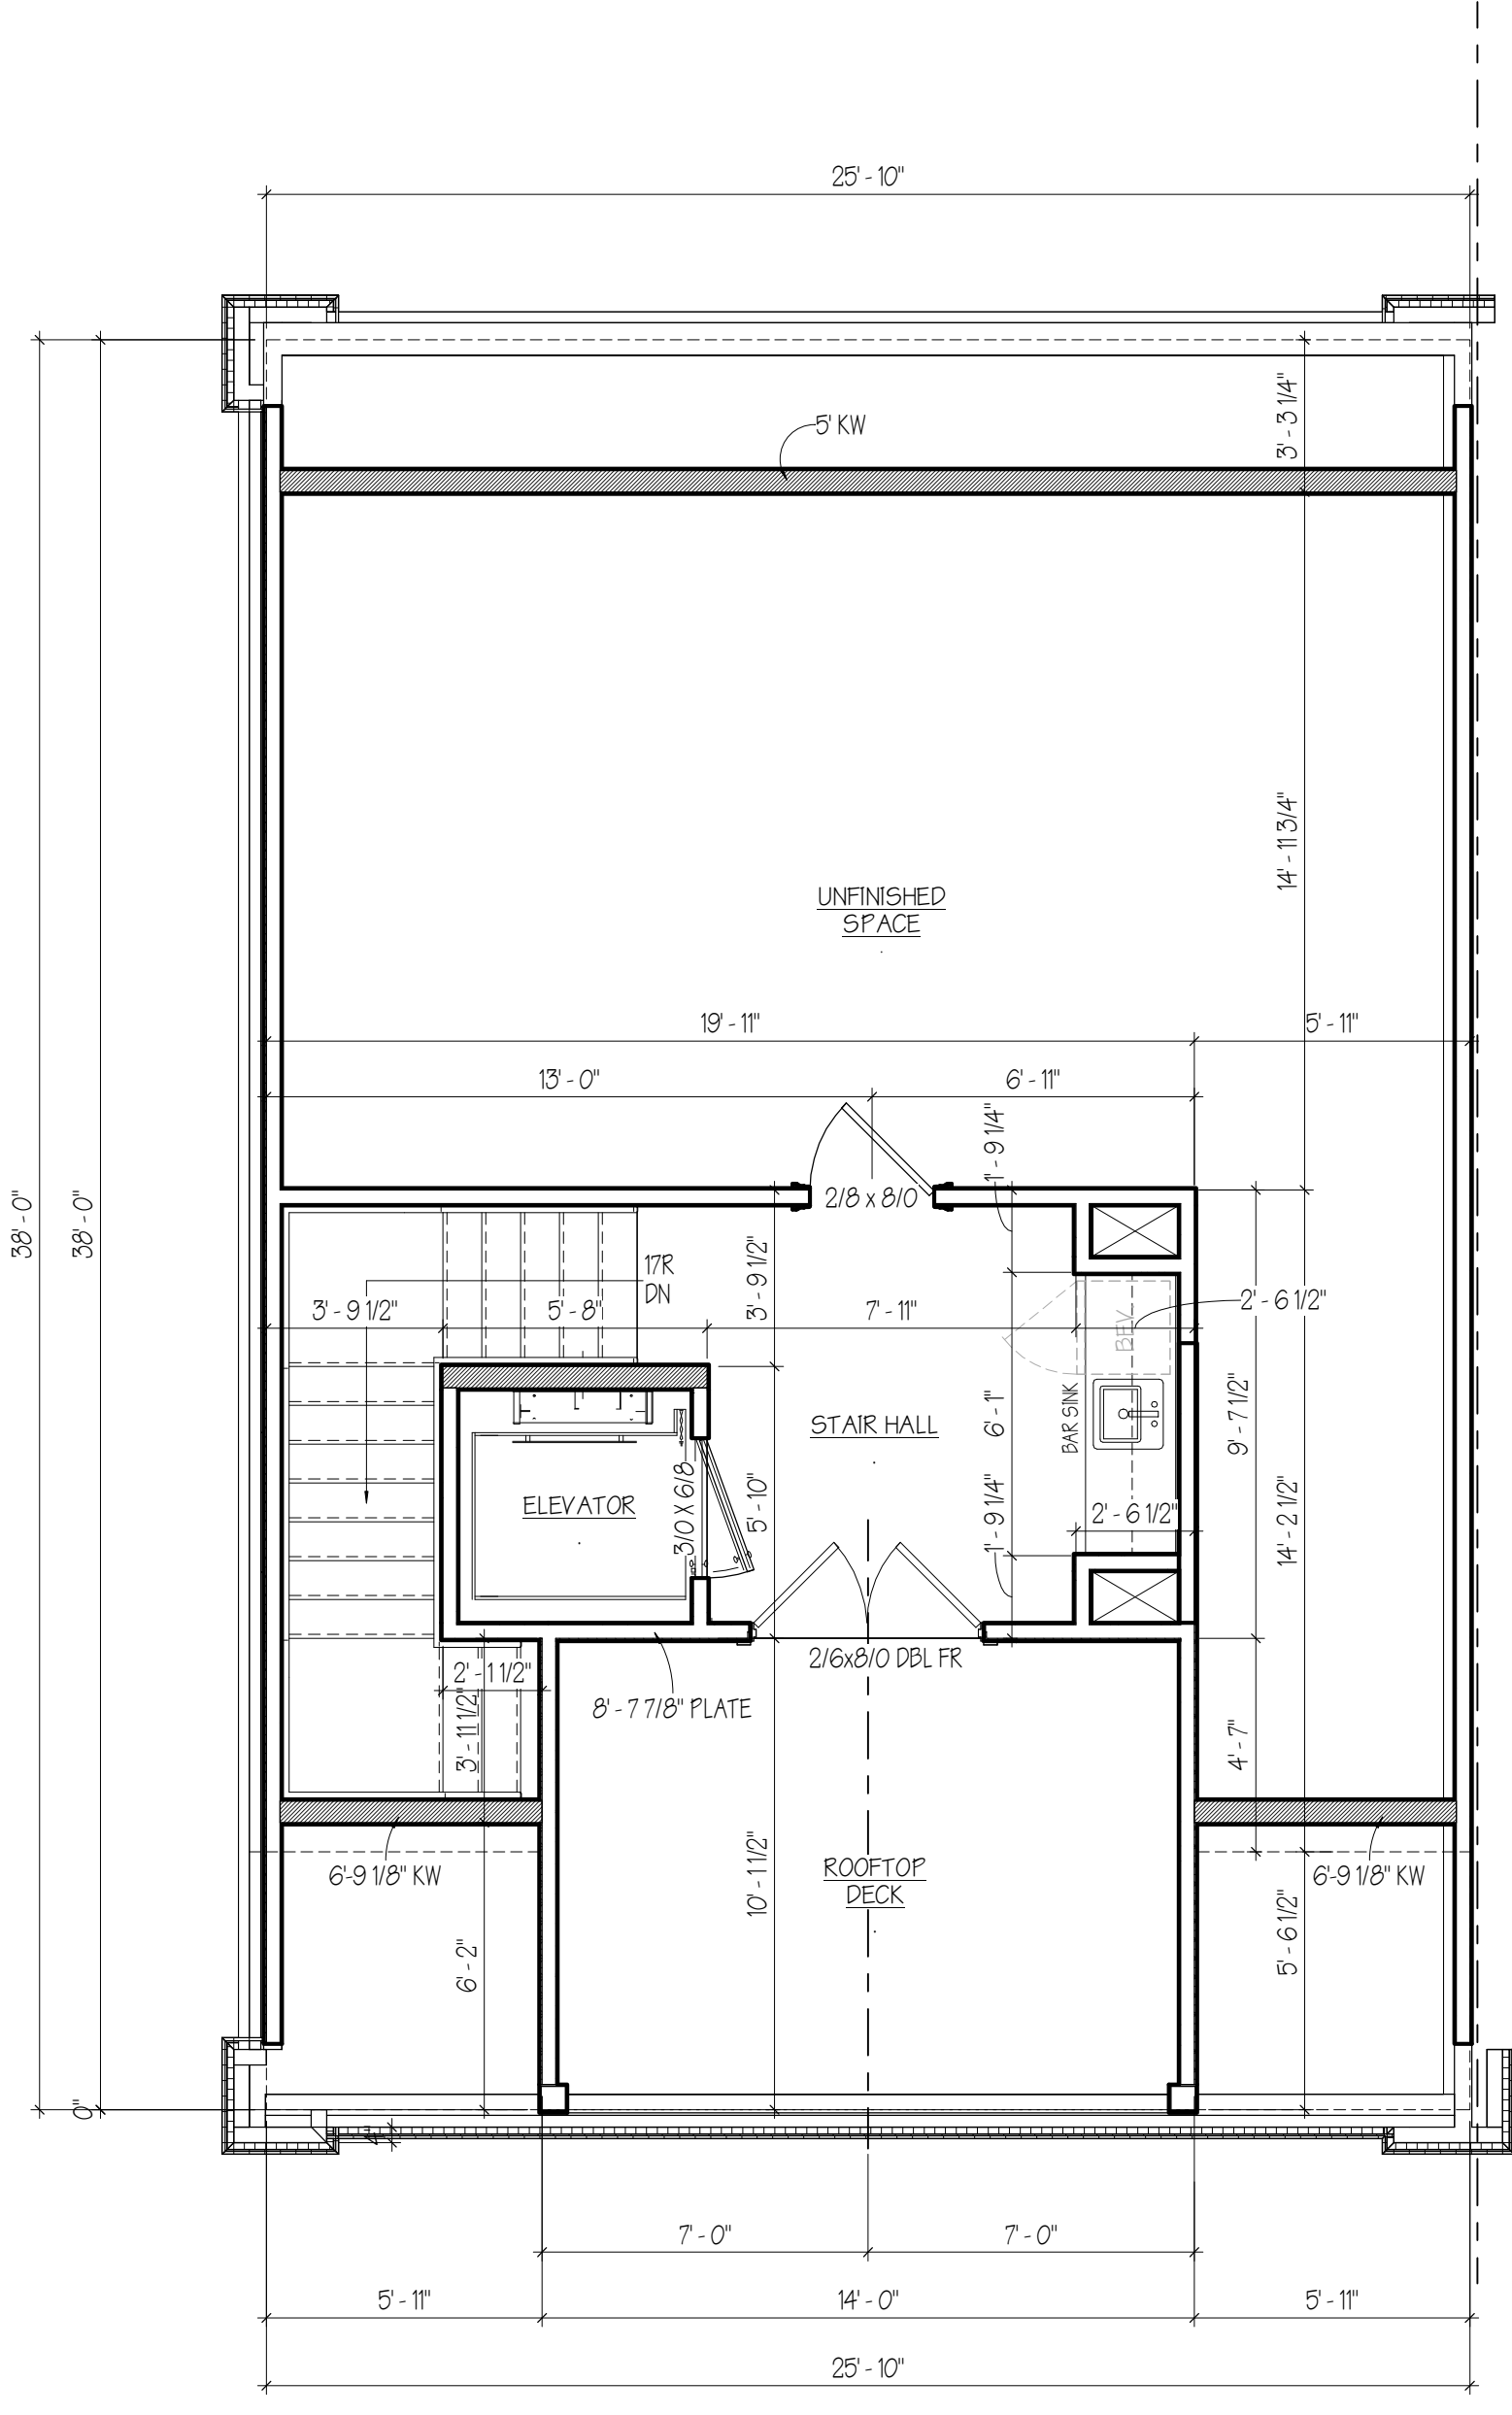 25' - 10"
5' KW
3' - 3 1/4"
14' - 11 3/4"
UNFINISHED
SPACE
19' - 11"
5' - 11"
13' - 0"
6' - 11"
1' - 9 1/4"
38' - 0"
38' - 0"
2/8 x 8/0
17R
DN
3' - 9 1/2"
3' - 9 1/2"
5' - 8"
7' - 11"
2' - 6 1/2"
BEV.
STAIR HALL
BAR SINK
6' - 1"
9' - 7 1/2"
ELEVATOR
3/0 X 6/8
5' - 10"
1' - 9 1/4"
2' - 6 1/2"
14' - 2 1/2"
2/6x8/0 DBL FR
2' - 1 1/2"
3' - 11 1/2"
8' - 7 7/8" PLATE
4' - 7"
6'-9 1/8" KW
10' - 1 1/2"
ROOFTOP
DECK
6'-9 1/8" KW
6' - 2"
5' - 6 1/2"
0"
4"
7' - 0"
7' - 0"
5' - 11"
14' - 0"
5' - 11"
25' - 10"